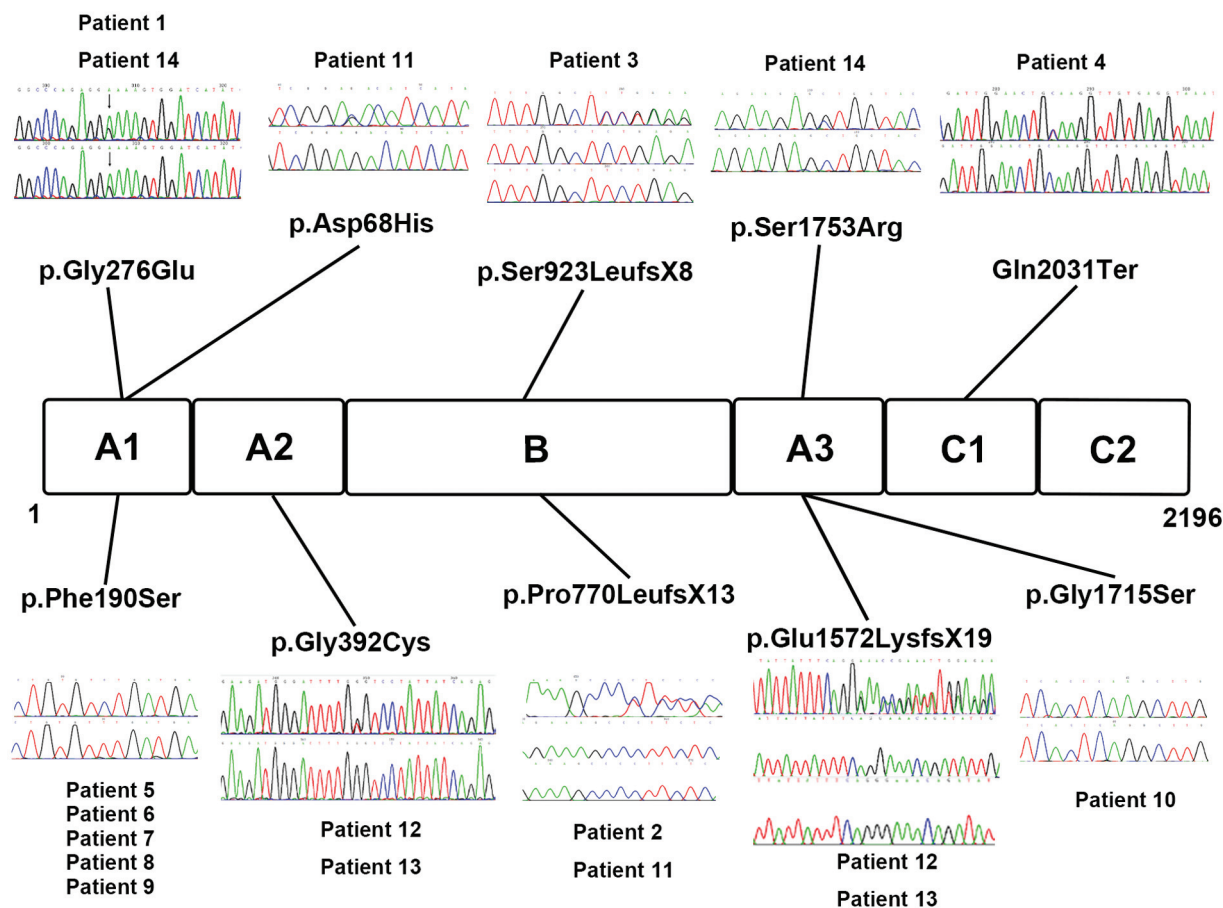 Patient 1
Patient 14
Patient 11
Patient 3
Patient 14
Patient 4
p.Gly276Glu
p.Asp68His
p.Ser923LeufsX8
p.Ser1753Arg
Gln2031Ter
A1
A2
B
A3
C1
C2
1
2196
p.Phe190Ser
p.Gly392Cys
p.Pro770LeufsX13
p.Glu1572LysfsX19
p.Gly1715Ser
Patient 5
Patient 6
Patient 7
Patient 8
Patient 9
Patient 12
Patient 13
Patient 2
Patient 11
Patient 12
Patient 13
Patient 10